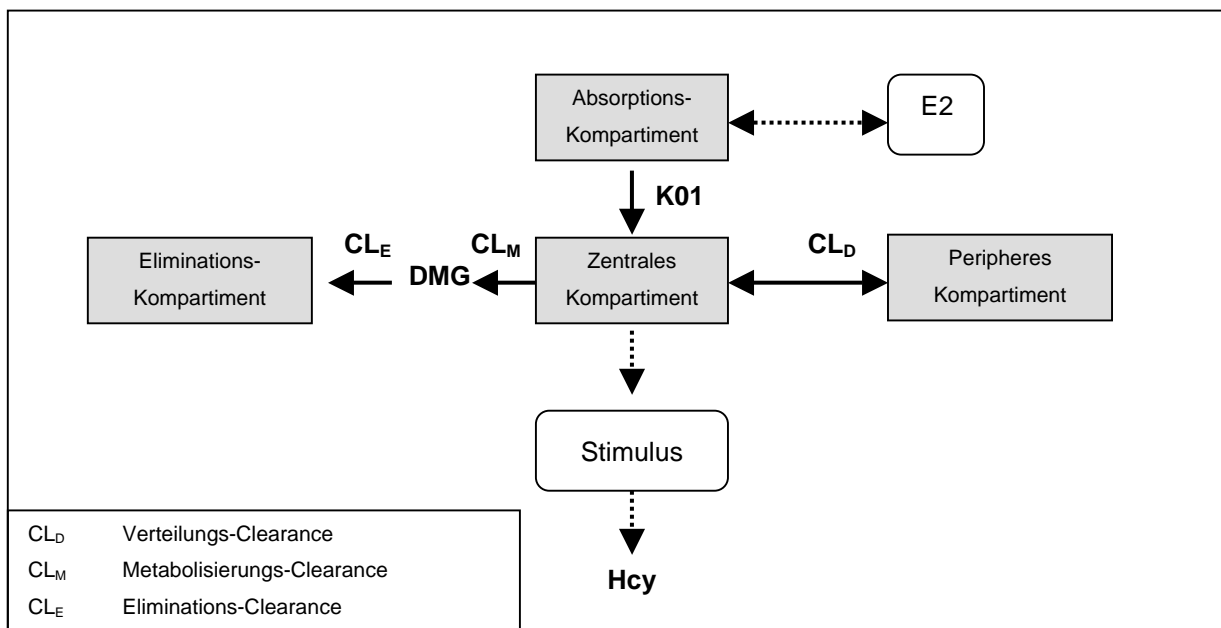 Absorptions-
Kompartiment
E2
K01
Eliminations-
Kompartiment
CLE
DMG
CLM
Zentrales
Kompartiment
CLD
Peripheres
Kompartiment
Stimulus
Hcy
CLD Verteilungs-Clearance
CLM Metabolisierungs-Clearance
CLE Eliminations-Clearance